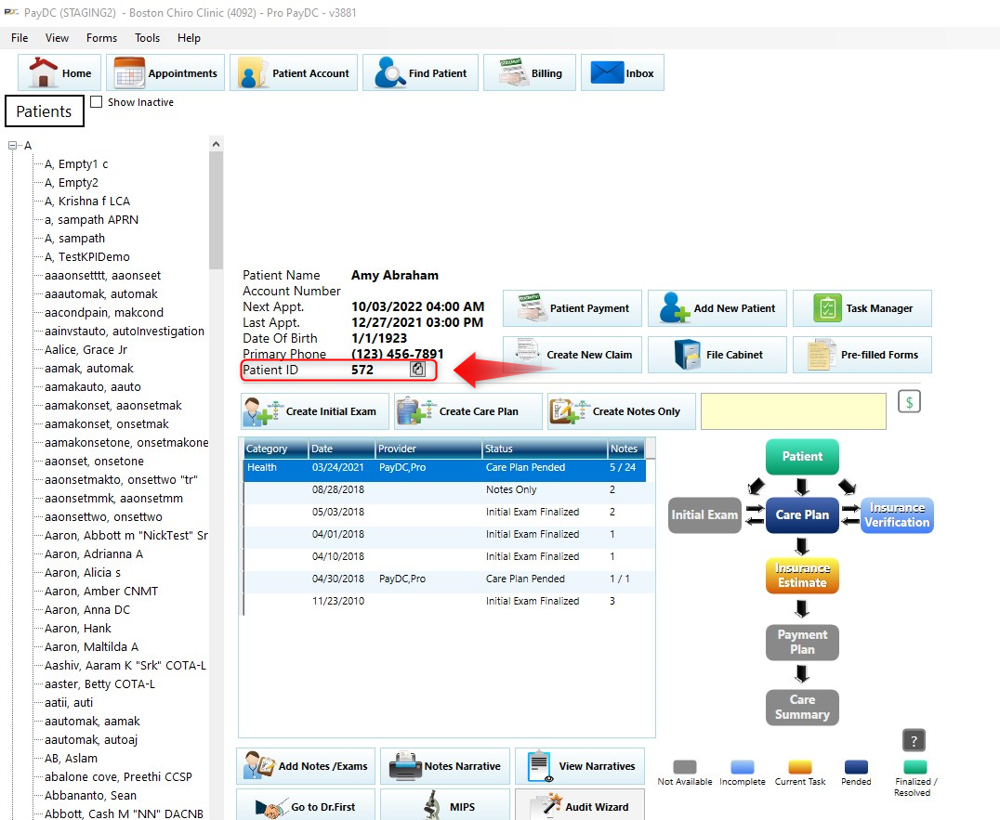 PayDC (STAGING2) - Boston Chiro Clinic (4092) - Pro PayDC - v3881
File View Forms Tools Help
Home Appointments Patient Account Find Patient Billing Inbox
Patients
Show Inactive
A
A, Empty1 c
A, Empty2
A, Krishna f LCA
a, sampath APRN
A, sampath
A, TestKPIDemo
aaaonsetttt, aaonseet
aaautomak, automak
aacondpain, makcond
aainvstauto, autoInvestigation
Aalice, Grace Jr
aamak, automak
aamakauto, aauto
aamakonset, aaonsetmak
aamakonset, onsetmak
aamakonsetone, onsetmakone
aaonset, onsetone
aaonsetmakto, onsettwo "tr"
aaonsetmmk, aaonsetmm
aaonsettwo, onsettwo
Aaron, Abbott m "NickTest" Sr
Aaron, Adrianna A
Aaron, Alicia s
Aaron, Amber CNMT
Aaron, Anna DC
Aaron, Hank
Aaron, Maltilda A
Aashiv, Aaram K "Srk" COTA-L
aaster, Betty COTA-L
aatii, auti
aautomak, aamak
aautomak, autoaj
AB, Aslam
abalone cove, Preethi CCSP
Abbananto, Sean
Abbott, Cash M "NN" DACNB
Patient Name Amy Abraham
Account Number
Next Appt. 10/03/2022 04:00 AM
Last Appt. 12/27/2021 03:00 PM
Date Of Birth 1/1/1923
Primary Phone (123) 456-7891
Patient ID 572
Patient Payment Add New Patient Task Manager
Create New Claim File Cabinet Pre-filled Forms
Create Initial Exam Create Care Plan Create Notes Only $
Category Date Provider Status Notes
Health 03/24/2021 PayDC,Pro Care Plan Pended 5 / 24
08/28/2018 Notes Only 2
05/03/2018 Initial Exam Finalized 2
04/01/2018 Initial Exam Finalized 1
04/10/2018 Initial Exam Finalized 1
04/30/2018 PayDC,Pro Care Plan Pended 1 / 1
11/23/2010 Initial Exam Finalized 3
Patient
Initial Exam Care Plan Insurance
Verification
Insurance
Estimate
Payment
Plan
Care
Summary
?
Not Available Incomplete Current Task Pended Finalized /
Resolved
Add Notes /Exams Notes Narrative View Narratives
Go to Dr.First MIPS Audit Wizard